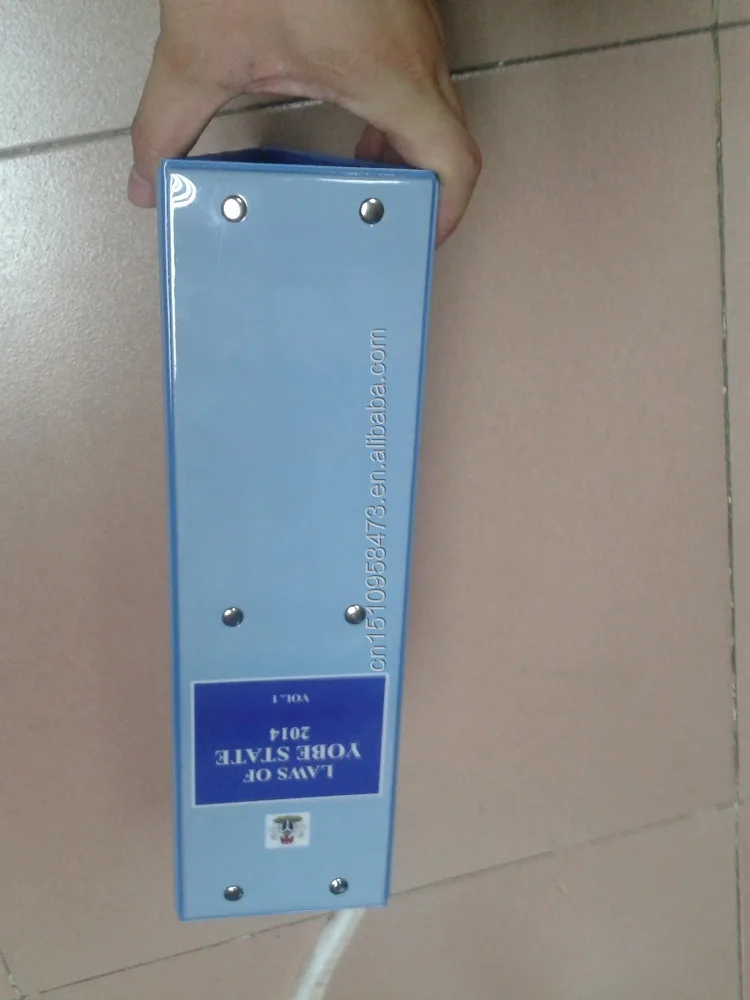 LAWS OF
YOBE STATE
2014
VOL. 1
cn1510958473.en.alibaba.com